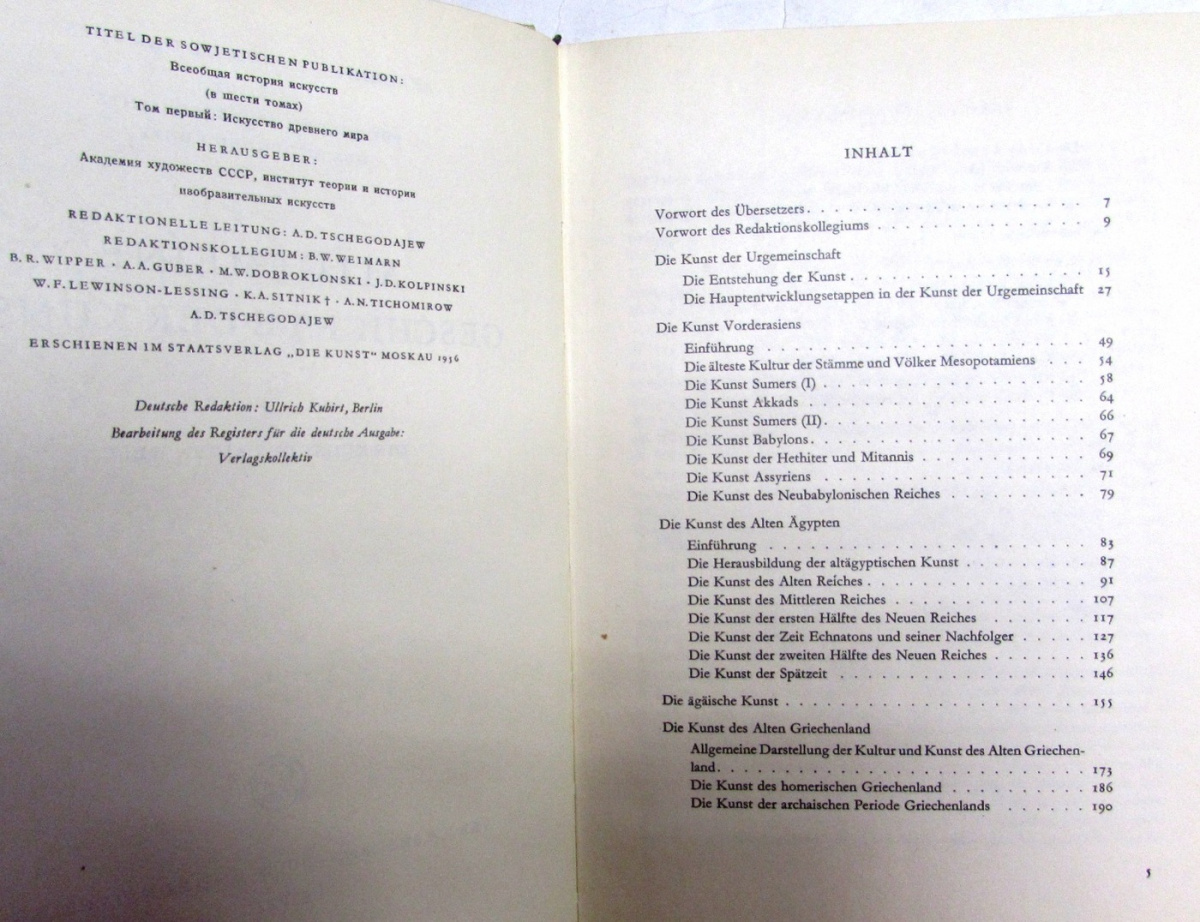 TITEL DER SOWJETISCHEN PUBLIKATION:
Всеобщая история искусств
(в шести томах)
Том первый: Искусство древнего мира
HERAUSGEBER:
Академия художеств СССР, институт теории и истории
изобразительных искусств
REDAKTIONELLE LEITUNG: A.D. TSCHEGODAJEW
REDAKTIONSKOLLEGIUM: B.W. WEIMARN
B.R. WIPPER · A.A. GUBER · M.W. DOBROKLONSKI · J.D. KOLPINSKI
W.F. LEWINSON-LESSING · K.A. SITNIK † · A.N. TICHOMIROW
A.D. TSCHEGODAJEW
ERSCHIENEN IM STAATSVERLAG „DIE KUNST“ MOSKAU 1956
Deutsche Redaktion: Ullrich Kuhirt, Berlin
Bearbeitung des Registers für die deutsche Ausgabe:
Verlagskollektiv
INHALT
Vorwort des Übersetzers . . . . . . . . . . . . . . . . 7
Vorwort des Redaktionskollegiums . . . . . . . . . . . . 9
Die Kunst der Urgemeinschaft
Die Entstehung der Kunst . . . . . . . . . . . . . 15
Die Hauptentwicklungsetappen in der Kunst der Urgemeinschaft 27
Die Kunst Vorderasiens
Einführung . . . . . . . . . . . . . . . . . 49
Die älteste Kultur der Stämme und Völker Mesopotamiens . . . 54
Die Kunst Sumers (I) . . . . . . . . . . . . . . 58
Die Kunst Akkads . . . . . . . . . . . . . . . 64
Die Kunst Sumers (II) . . . . . . . . . . . . . . 66
Die Kunst Babylons . . . . . . . . . . . . . . . 67
Die Kunst der Hethiter und Mitannis . . . . . . . . . 69
Die Kunst Assyriens . . . . . . . . . . . . . . 71
Die Kunst des Neubabylonischen Reiches . . . . . . . . 79
Die Kunst des Alten Ägypten
Einführung . . . . . . . . . . . . . . . . . 83
Die Herausbildung der altägyptischen Kunst . . . . . . . 87
Die Kunst des Alten Reiches . . . . . . . . . . . . 91
Die Kunst des Mittleren Reiches . . . . . . . . . . 107
Die Kunst der ersten Hälfte des Neuen Reiches . . . . . . 117
Die Kunst der Zeit Echnatons und seiner Nachfolger . . . . 127
Die Kunst der zweiten Hälfte des Neuen Reiches . . . . . 136
Die Kunst der Spätzeit . . . . . . . . . . . . . 146
Die ägäische Kunst . . . . . . . . . . . . . . . . 155
Die Kunst des Alten Griechenland
Allgemeine Darstellung der Kultur und Kunst des Alten Griechen-
land . . . . . . . . . . . . . . . . . . . 173
Die Kunst des homerischen Griechenland . . . . . . . . 186
Die Kunst der archaischen Periode Griechenlands . . . . . 190
5